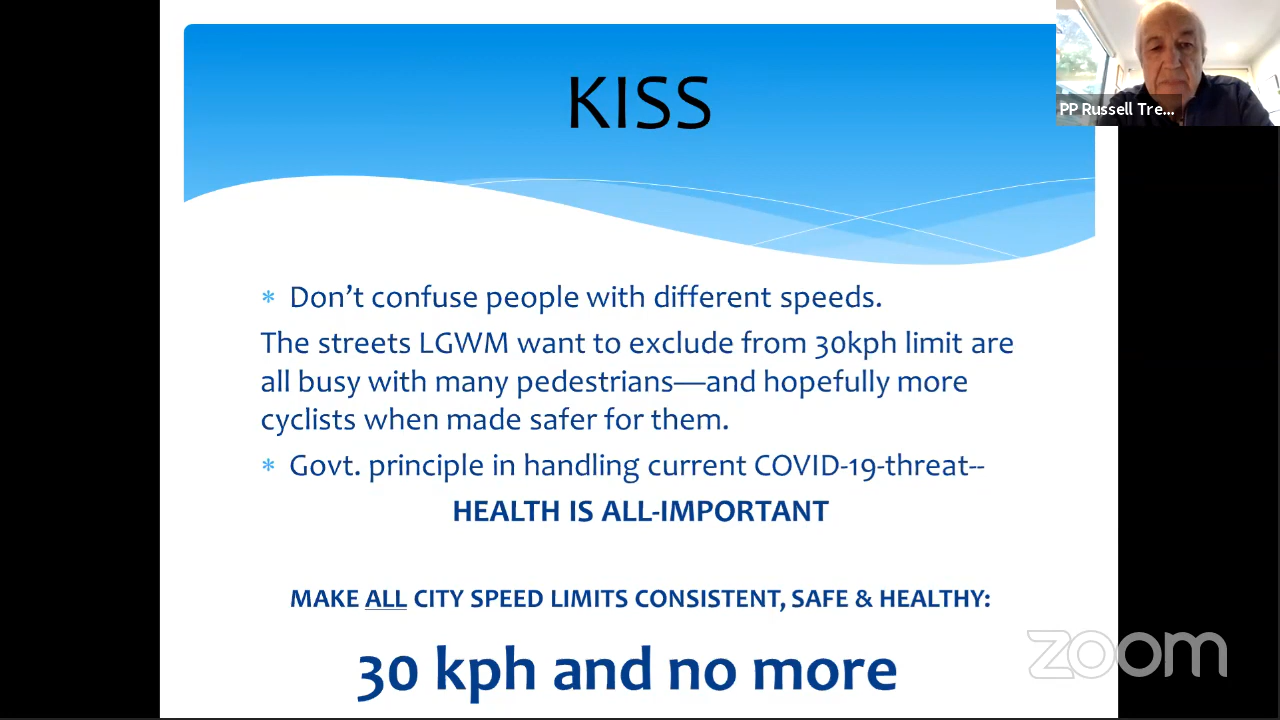 KISS
PP Russell Tre...
* Don’t confuse people with different speeds.
The streets LGWM want to exclude from 30kph limit are
all busy with many pedestrians—and hopefully more
cyclists when made safer for them.
* Govt. principle in handling current COVID-19-threat--
HEALTH IS ALL-IMPORTANT
MAKE ALL CITY SPEED LIMITS CONSISTENT, SAFE & HEALTHY:
30 kph and no more
zoom